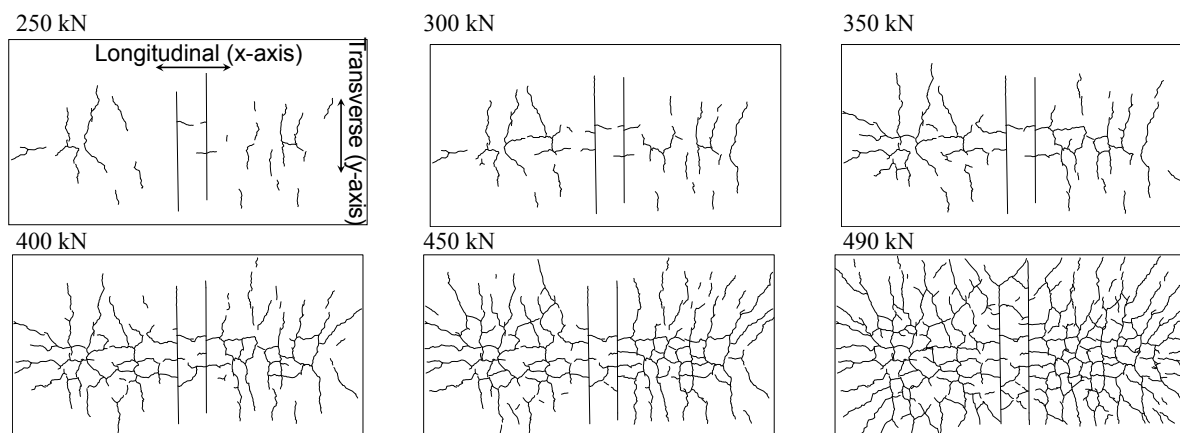 250 kN
300 kN
350 kN
Longitudinal (x-axis)
Transverse (y-axis)
400 kN
450 kN
490 kN